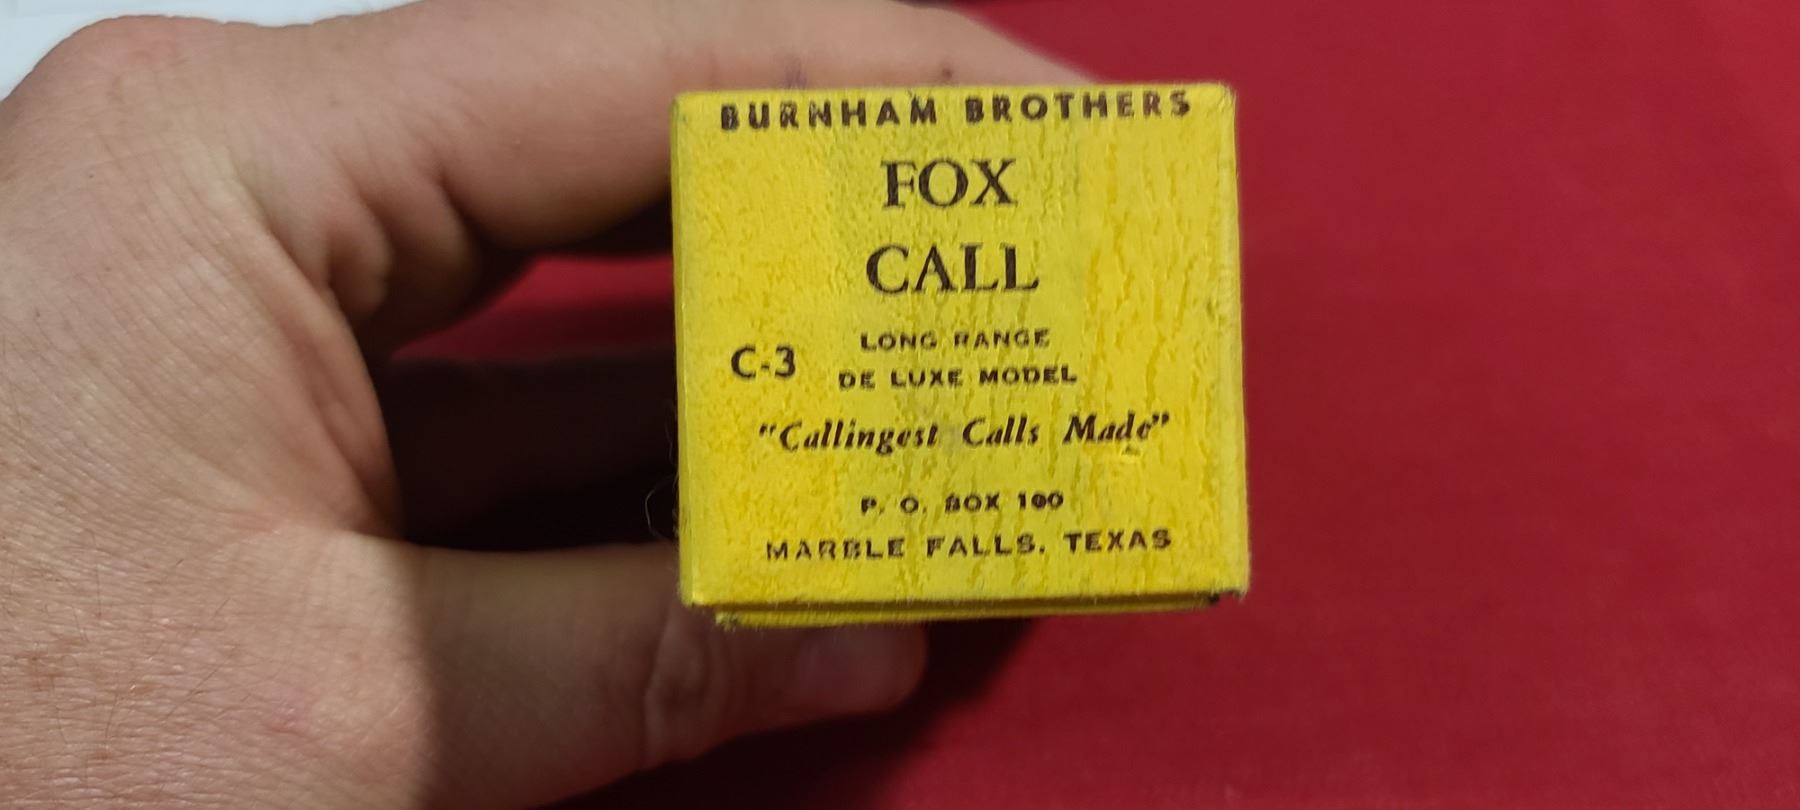 BURNHAM BROTHERS
FOX
CALL
LONG RANGE
C-3
DE LUXE MODEL
"Callingest Calls Made"
P. O. BOX 100
MARBLE FALLS, TEXAS